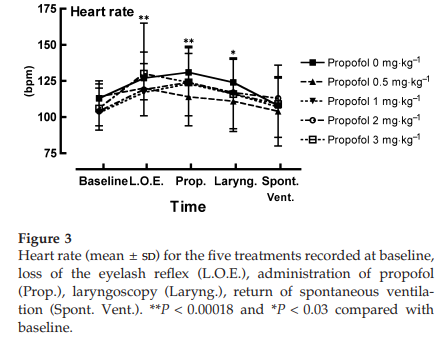 Heart rate
**
**
*
175
150
125
100
75
(bpm)
Propofol 0 mg·kg⁻¹
Propofol 0.5 mg·kg⁻¹
Propofol 1 mg·kg⁻¹
Propofol 2 mg·kg⁻¹
Propofol 3 mg·kg⁻¹
Baseline L.O.E. Prop. Laryng. Spont.
Vent.
Time
Figure 3
Heart rate (mean ± SD) for the five treatments recorded at baseline,
loss of the eyelash reflex (L.O.E.), administration of propofol
(Prop.), laryngoscopy (Laryng.), return of spontaneous ventila-
tion (Spont. Vent.). **P < 0.00018 and *P < 0.03 compared with
baseline.